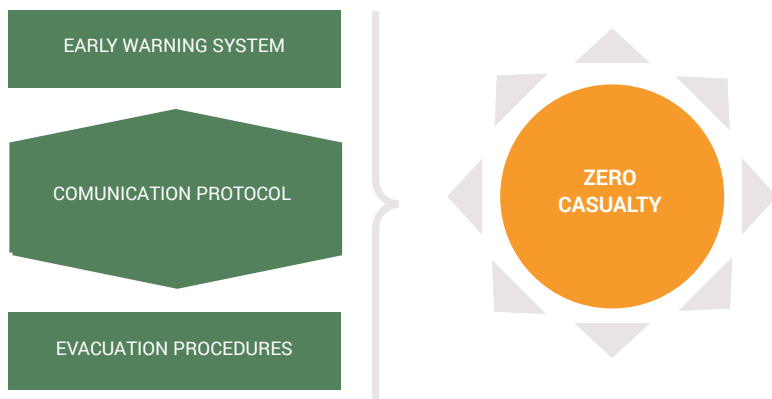 EARLY WARNING SYSTEM
COMUNICATION PROTOCOL
EVACUATION PROCEDURES
ZERO
CASUALTY